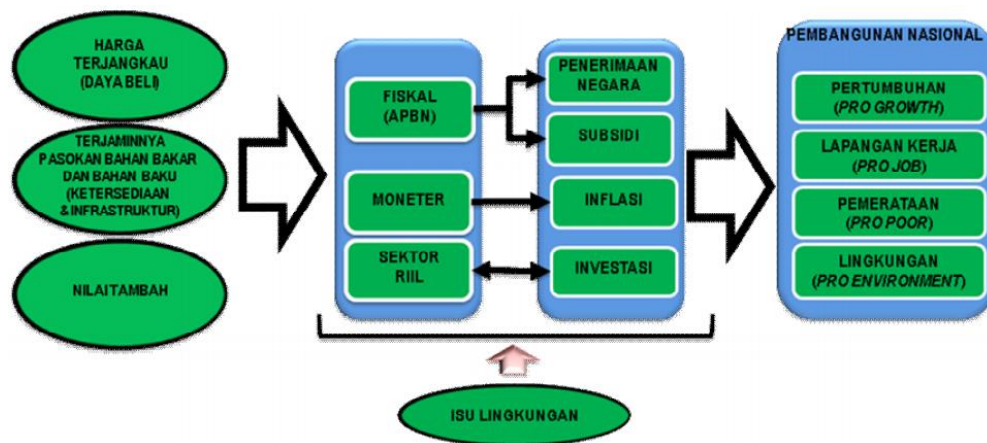 HARGA
TERJANGKAU
(DAYA BELI)
TERJAMINNYA
PASOKAN BAHAN BAKAR
DAN BAHAN BAKU
(KETERSEDIAAN
&INFRASTRUKTUR)
NILAI TAMBAH
FISKAL
(APBN)
MONETER
SEKTOR
RIIL
PENERIMAAN
NEGARA
SUBSIDI
INFLASI
INVESTASI
ISU LINGKUNGAN
PEMBANGUNAN NASIONAL
PERTUMBUHAN
(PRO GROWTH)
LAPANGAN KERJA
(PRO JOB)
PEMERATAAN
(PRO POOR)
LINGKUNGAN
(PRO ENVIRONMENT)